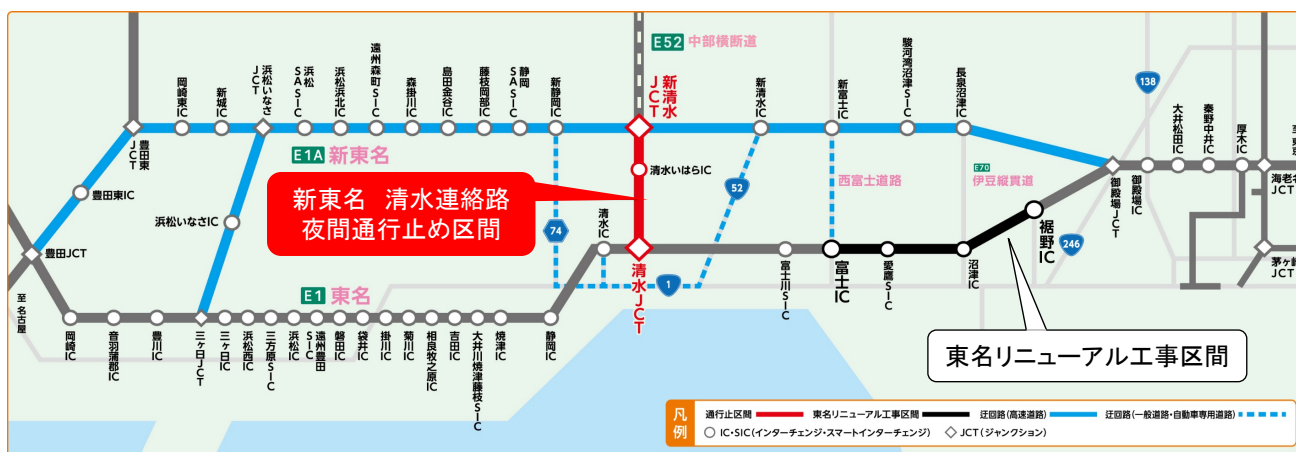 E52 中部横断道
岡崎東IC
新城IC
浜松いなさJCT
浜松SA SIC
浜松浜北IC
遠州森町SIC
森掛川IC
島田金谷IC
藤枝岡部IC
静岡SA SIC
新静岡IC
新清水JCT
新清水IC
新富士IC
駿河湾沼津SIC
長泉沼津IC
138
大井松田IC
秦野中井IC
厚木IC
至 東京
豊田東JCT
E1A 新東名
清水いはらIC
西富士道路
E70
伊豆縦貫道
御殿場JCT
御殿場IC
海老名JCT
豊田東IC
浜松いなさIC
新東名 清水連絡路
夜間通行止め区間
52
74
清水IC
裾野IC
246
豊田JCT
清水JCT
1
富士川SIC
富士IC
愛鷹SIC
沼津IC
茅ヶ崎JCT
至 名古屋
E1 東名
岡崎IC
音羽蒲郡IC
豊川IC
三ヶ日JCT
三ヶ日IC
浜松西IC
三方原SIC
浜松IC
遠州豊田SIC
磐田IC
袋井IC
掛川IC
菊川IC
相良牧之原IC
吉田IC
大井川焼津藤枝SIC
焼津IC
静岡IC
東名リニューアル工事区間
凡例
通行止区間 東名リニューアル工事区間 迂回路(高速道路) 迂回路(一般道路・自動車専用道路)
IC・SIC(インターチェンジ・スマートインターチェンジ) JCT(ジャンクション)